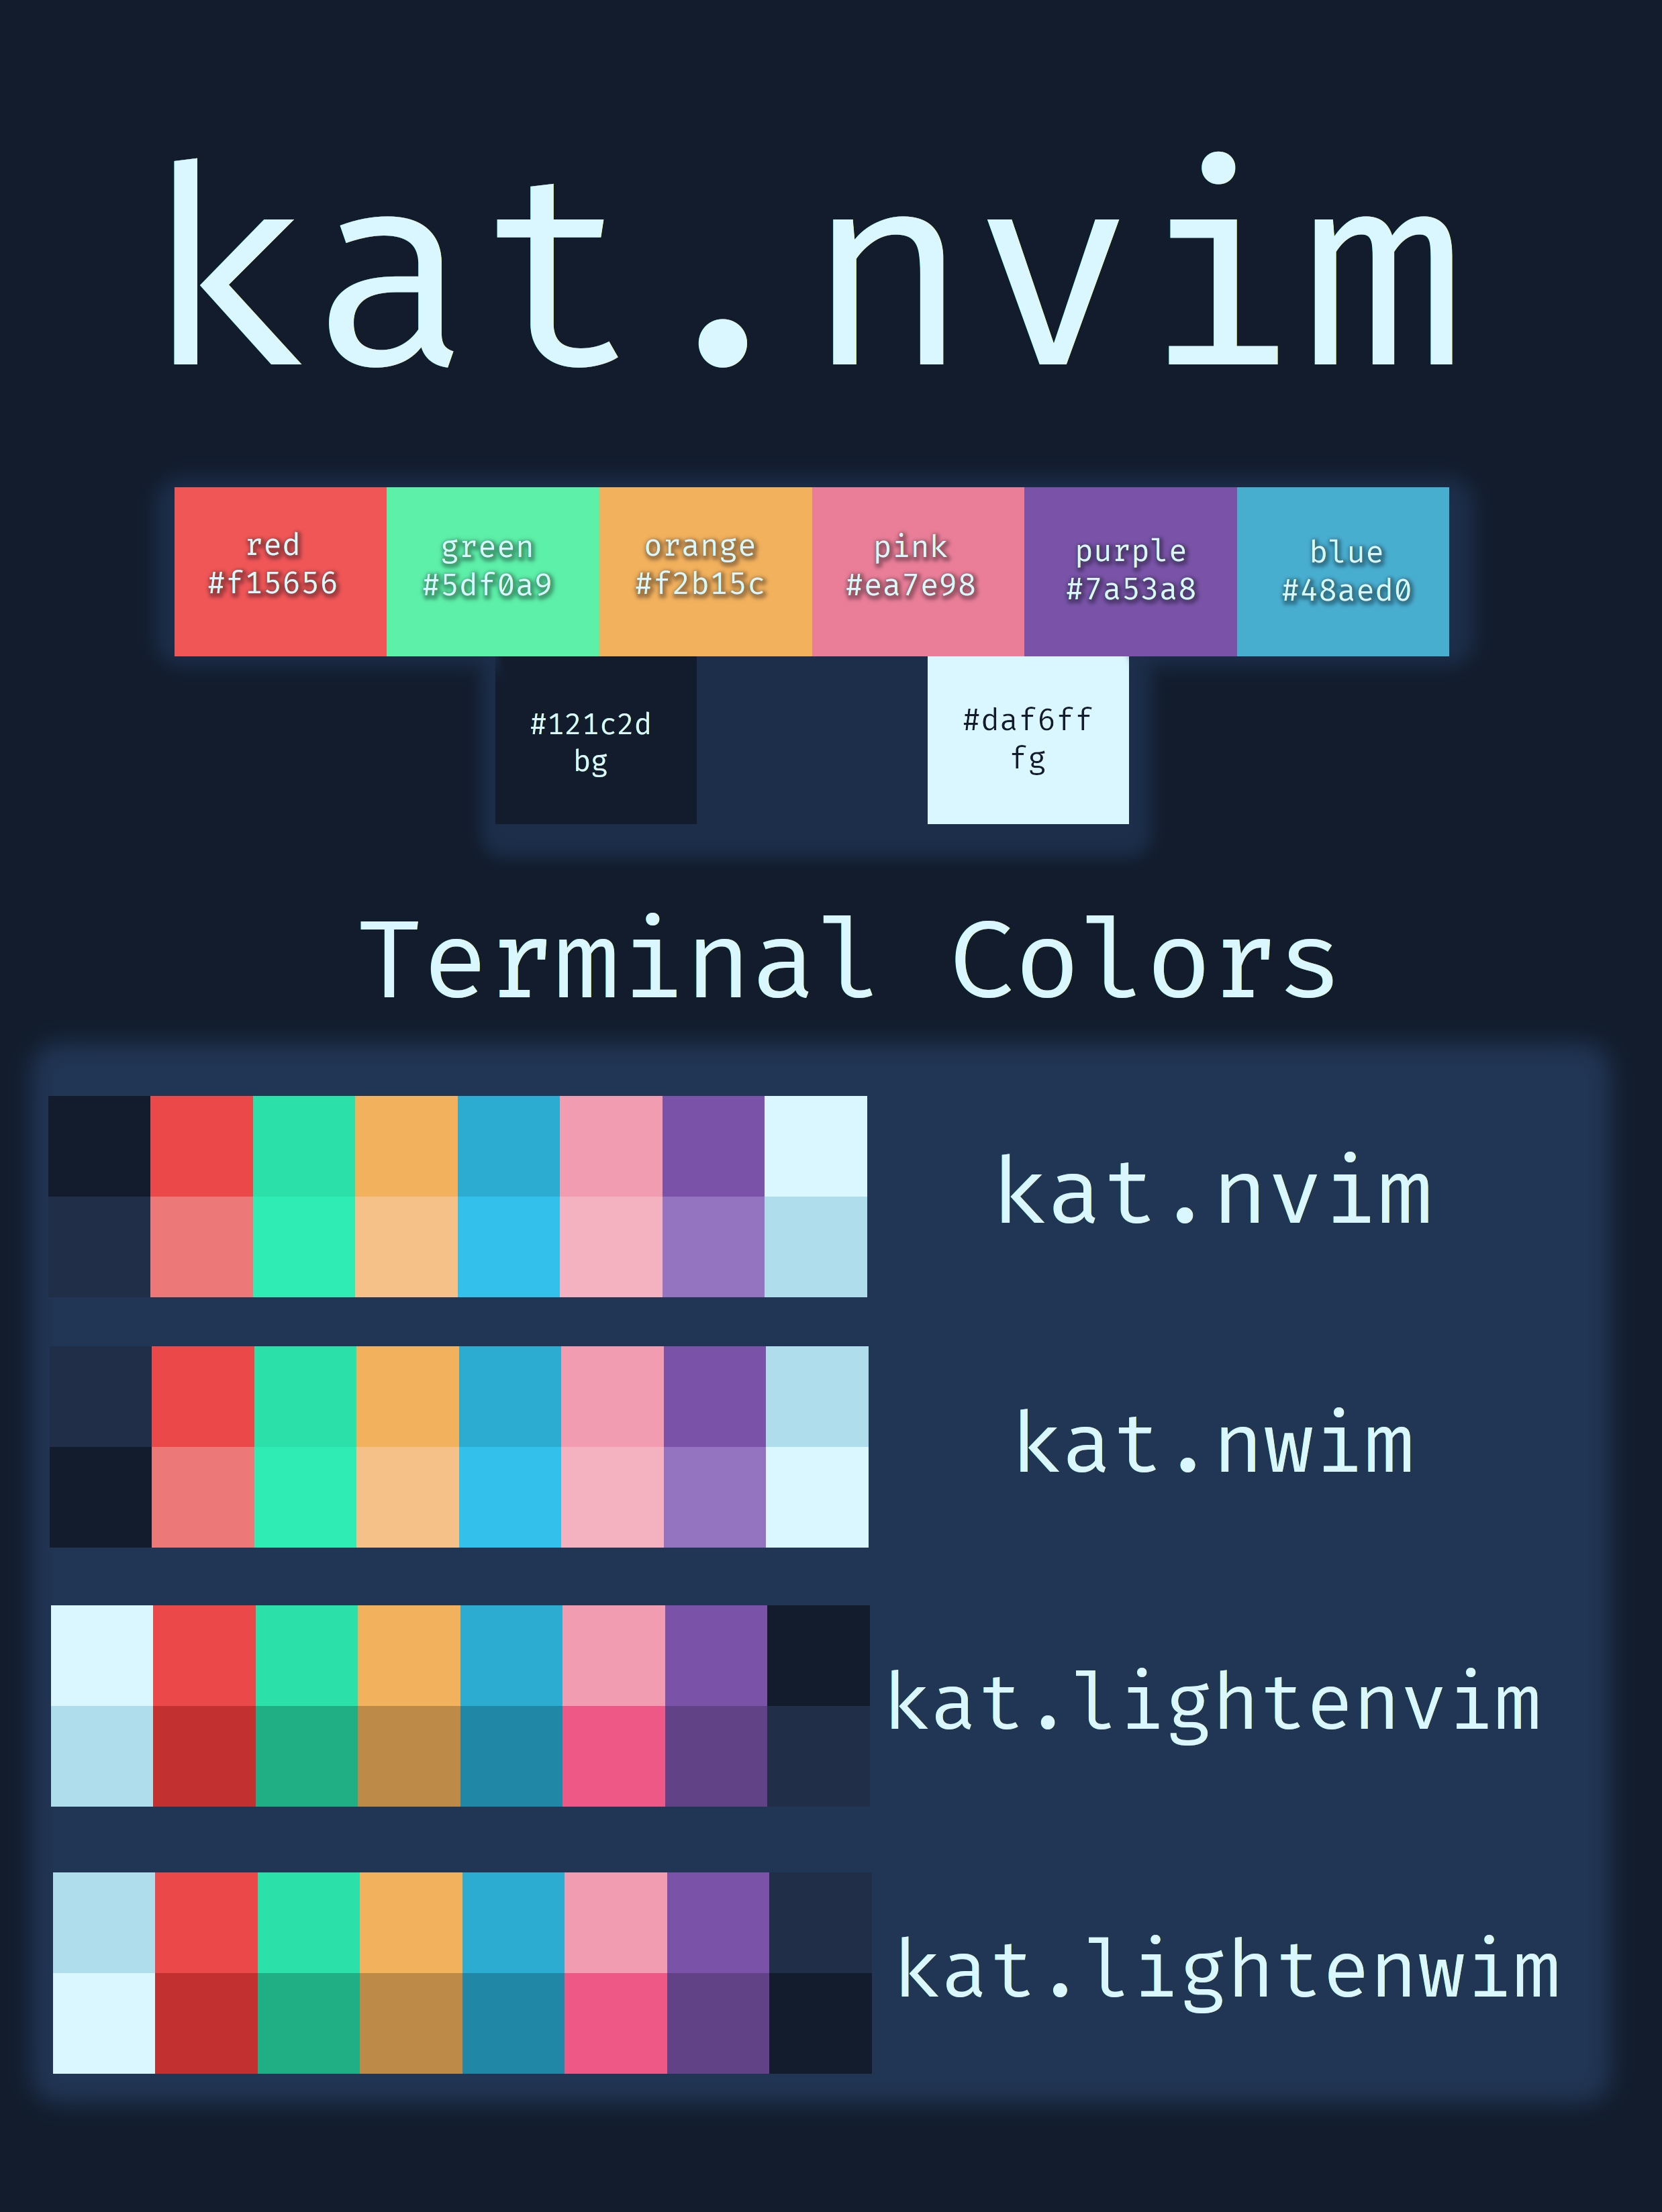 kat.nvim
red
#f15656
green
#5df0a9
orange
#f2b15c
pink
#ea7e98
purple
#7a53a8
blue
#48aed0
#121c2d
bg
#daf6ff
fg
Terminal Colors
kat.nvim
kat.nwim
kat.lightenvim
kat.lightenwim